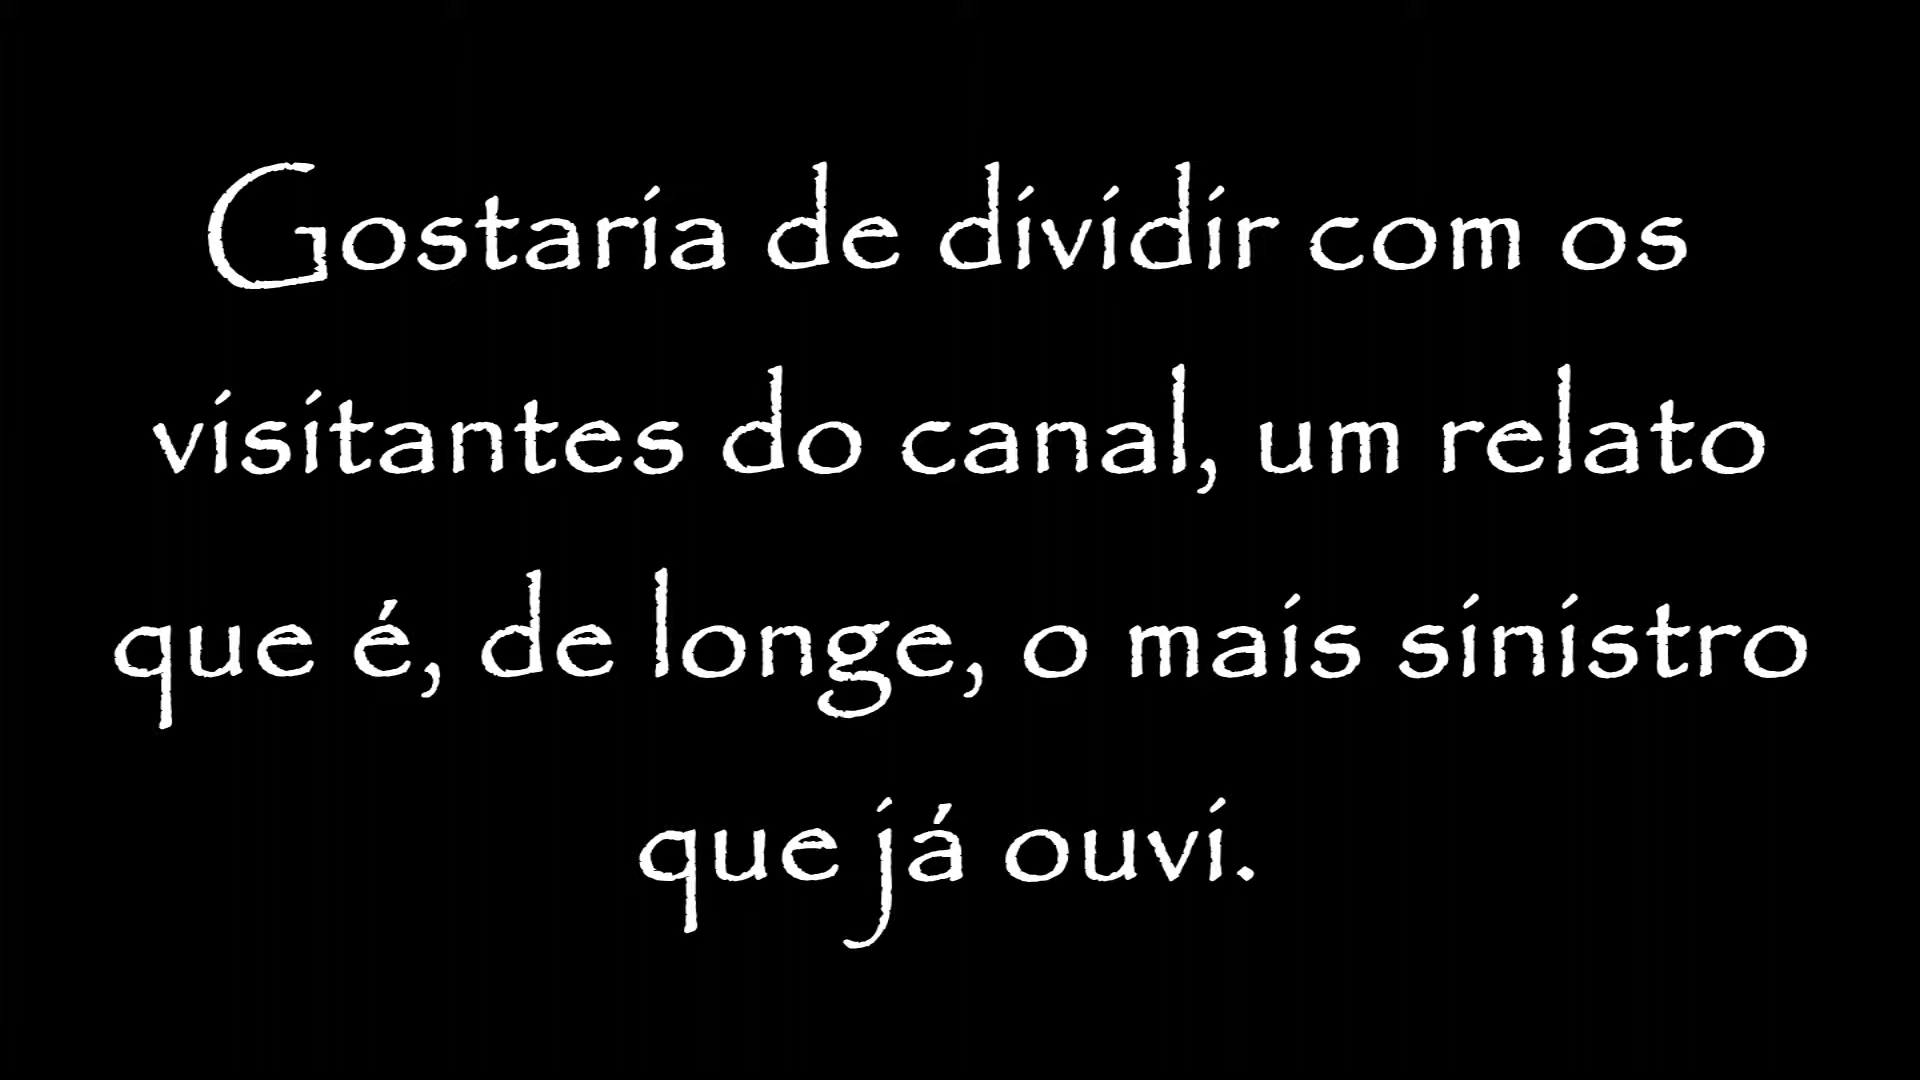 Gostaria de dividir com os
visitantes do canal, um relato
que é, de longe, o mais sinistro
que já ouvi.